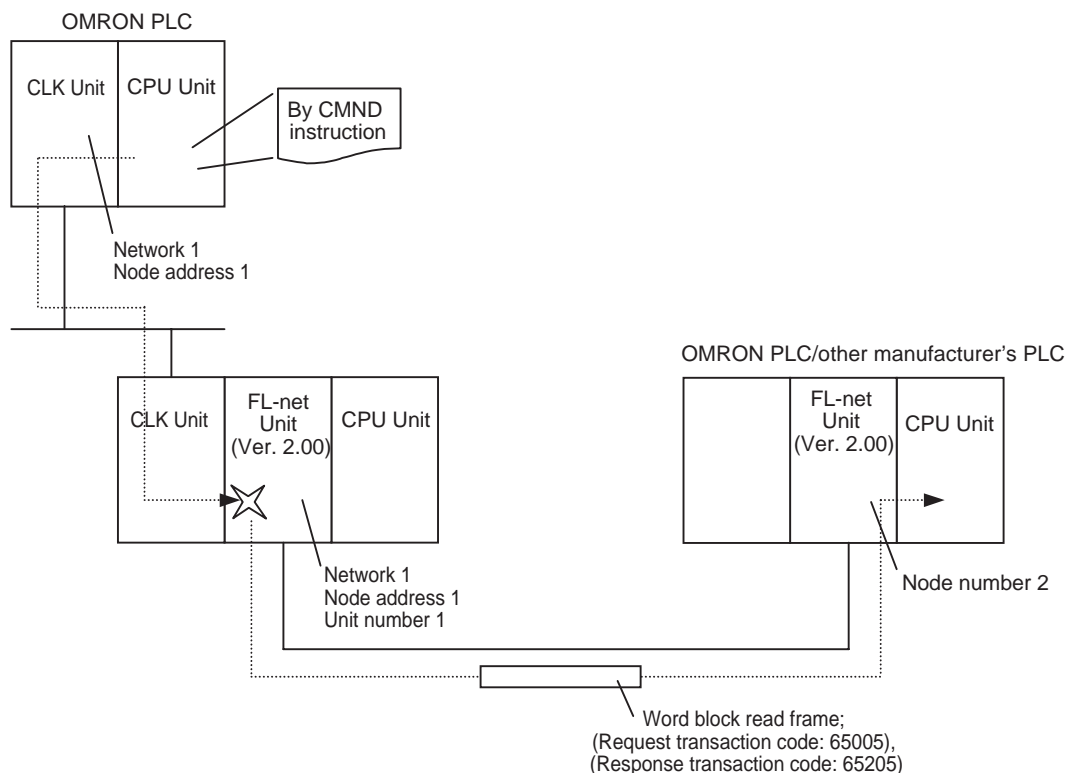 OMRON PLC
CLK Unit
CPU Unit
By CMND
instruction
Network 1
Node address 1
OMRON PLC/other manufacturer's PLC
CLK Unit
FL-net
Unit
(Ver. 2.00)
CPU Unit
FL-net
Unit
(Ver. 2.00)
CPU Unit
Network 1
Node address 1
Unit number 1
Node number 2
Word block read frame;
(Request transaction code: 65005),
(Response transaction code: 65205)